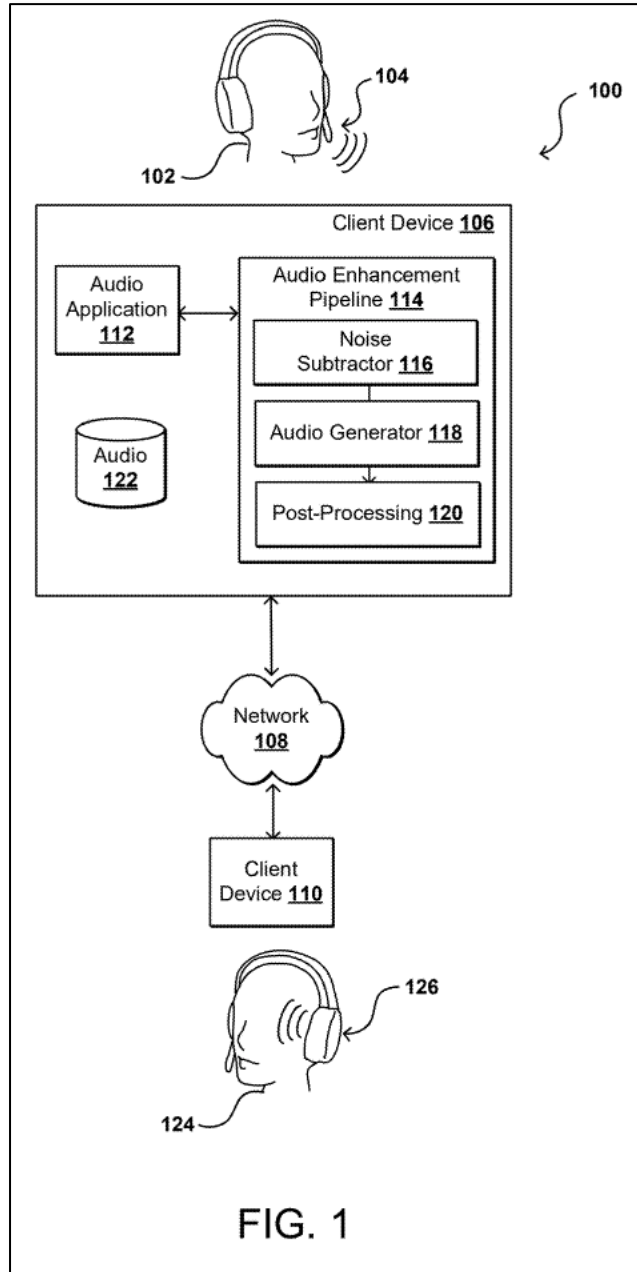 104
100
102
Client Device 106
Audio
Application
112
Audio Enhancement
Pipeline 114
Noise
Subtractor 116
Audio Generator 118
Audio
122
Post-Processing 120
Network
108
Client
Device 110
126
124
FIG. 1